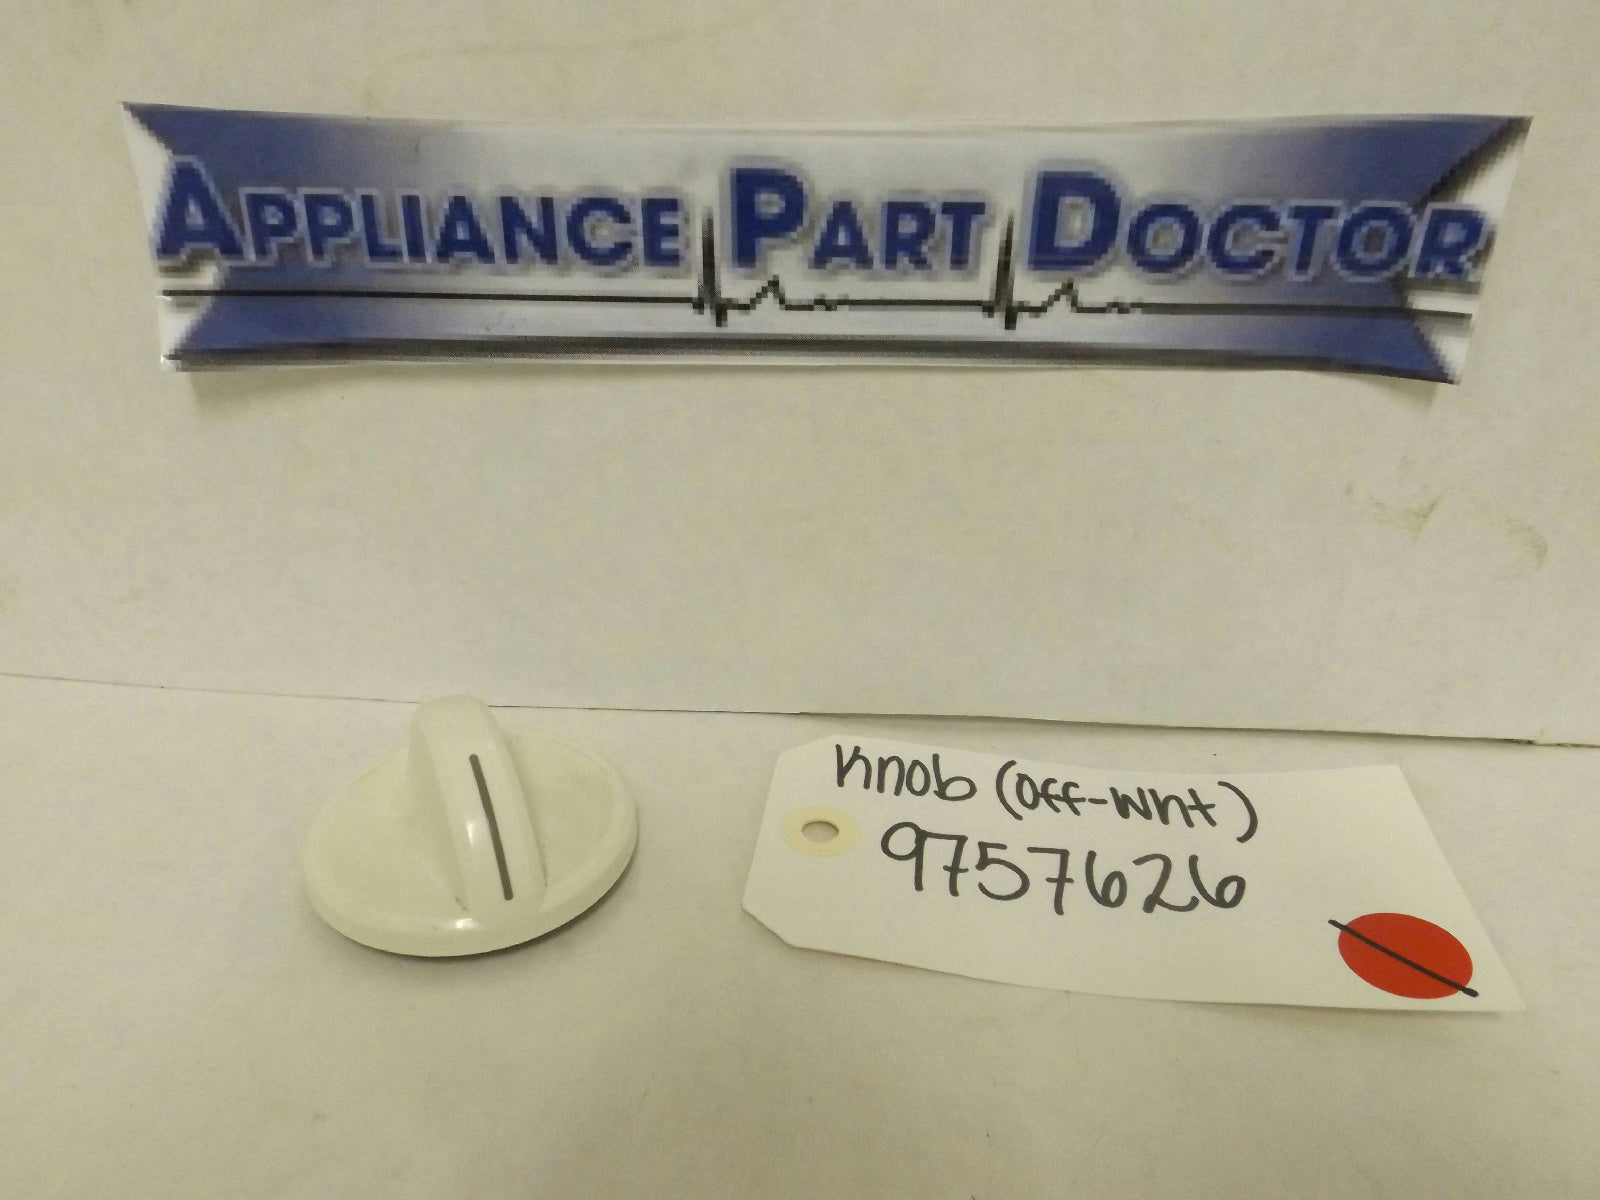 APPLIANCE PART DOCTOR
Knob (Off-Wht)
9757626